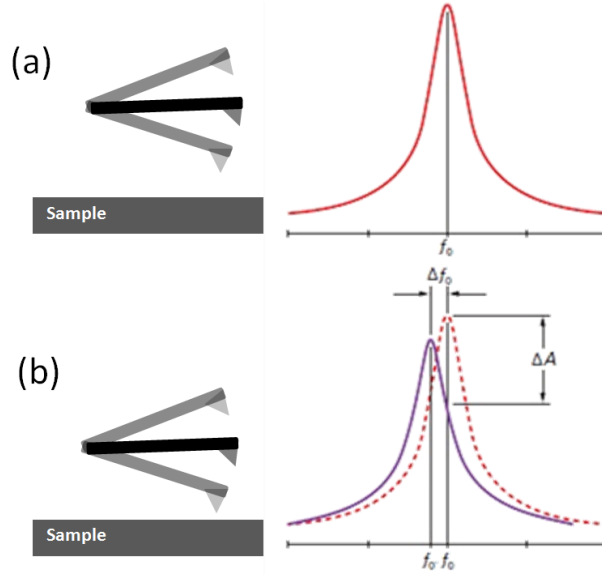 (a)
Sample
f₀
Δf₀
ΔA
(b)
Sample
f₀' f₀